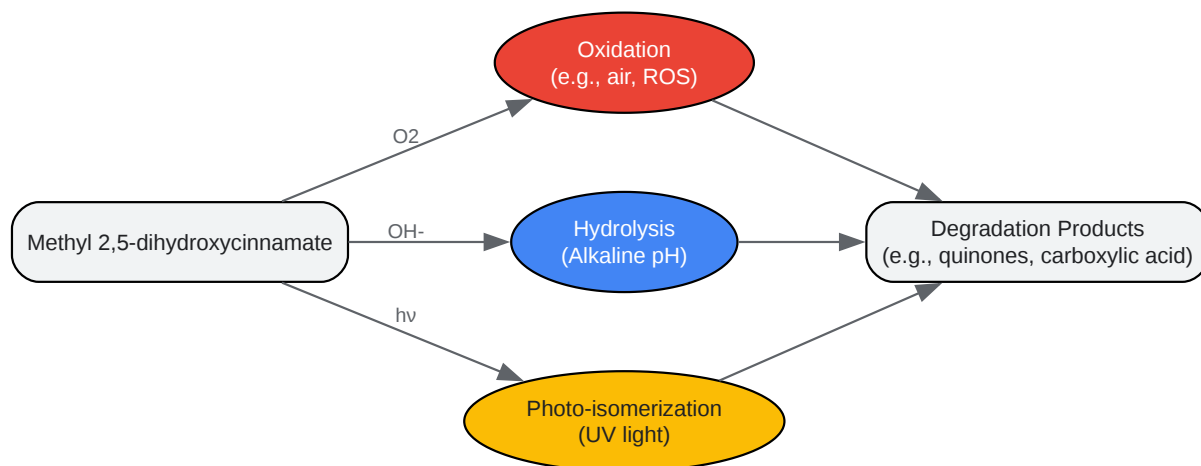 Oxidation
(e.g., air, ROS)
O2
Methyl 2,5-dihydroxycinnamate
OH-
Hydrolysis
(Alkaline pH)
Degradation Products
(e.g., quinones, carboxylic acid)
hν
Photo-isomerization
(UV light)